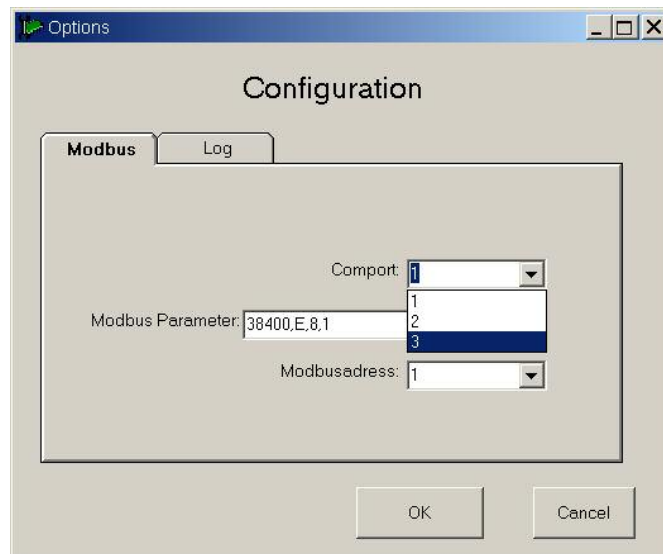 Options
Configuration
Modbus Log
Comport: 1
1
Modbus Parameter: 38400,E,8,1 2
3
Modbusadress: 1
OK Cancel